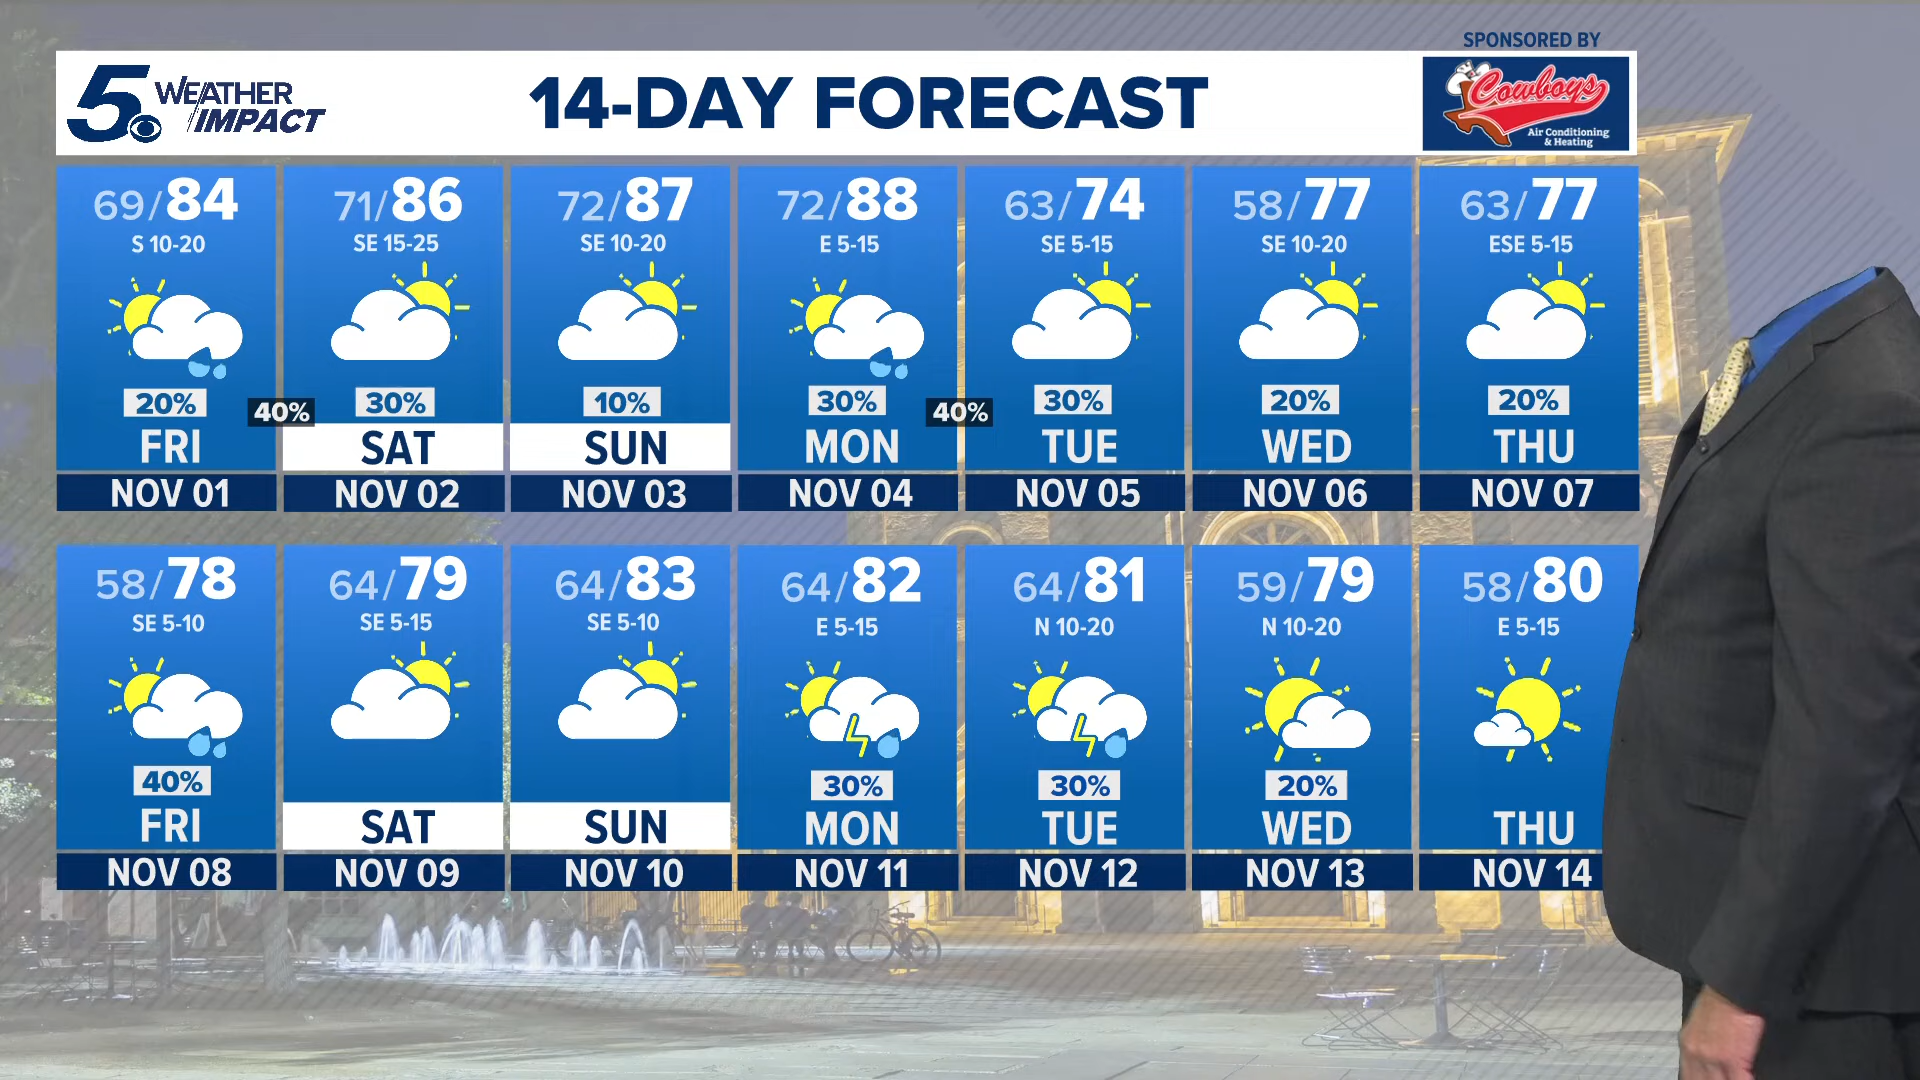 SPONSORED BY
5 WEATHER IMPACT
14-DAY FORECAST
Cowboys
Air Conditioning
& Heating
69/84 71/86 72/87 72/88 63/74 58/77 63/77
S 10-20 SE 15-25 SE 10-20 E 5-15 SE 5-15 SE 10-20 ESE 5-15
20% 40% 30% 10% 30% 40% 30% 20% 20%
FRI SAT SUN MON TUE WED THU
NOV 01 NOV 02 NOV 03 NOV 04 NOV 05 NOV 06 NOV 07
58/78 64/79 64/83 64/82 64/81 59/79 58/80
SE 5-10 SE 5-15 SE 5-10 E 5-15 N 10-20 N 10-20 E 5-15
40% 30% 30% 20%
FRI SAT SUN MON TUE WED THU
NOV 08 NOV 09 NOV 10 NOV 11 NOV 12 NOV 13 NOV 14